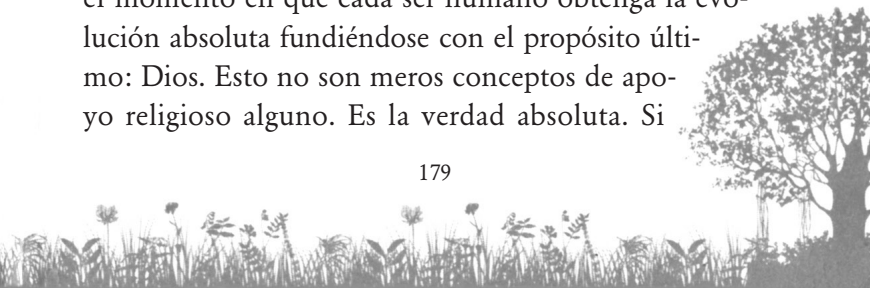 el momento en que cada ser humano obtenga la evo-
lución absoluta fundiéndose con el propósito últi-
mo: Dios. Esto no son meros conceptos de apo-
yo religioso alguno. Es la verdad absoluta. Si
179